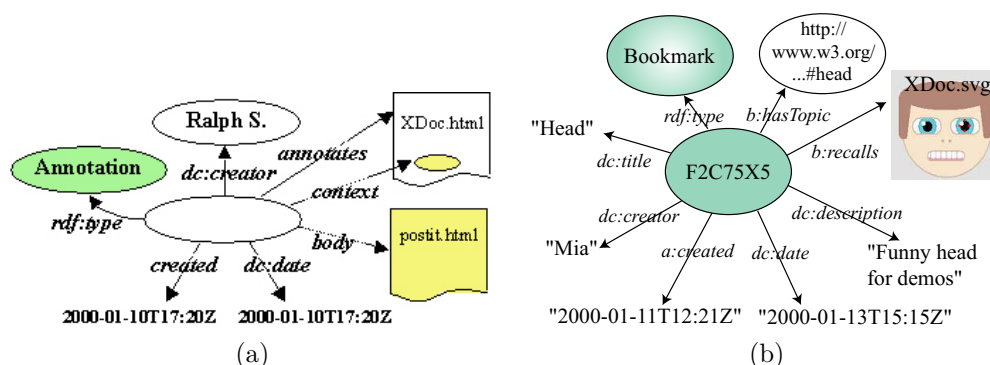 Ralph S.
XDoc.html
annotates
Annotation
dc:creator
context
rdf:type
body
postit.html
created
dc:date
2000-01-10T17:20Z
2000-01-10T17:20Z
(a)
http://
www.w3.org/
...#head
Bookmark
XDoc.svg
rdf:type
b:hasTopic
"Head"
dc:title
b:recalls
F2C75X5
dc:creator
dc:description
"Mia"
a:created
dc:date
"Funny head
for demos"
"2000-01-11T12:21Z"
"2000-01-13T15:15Z"
(b)